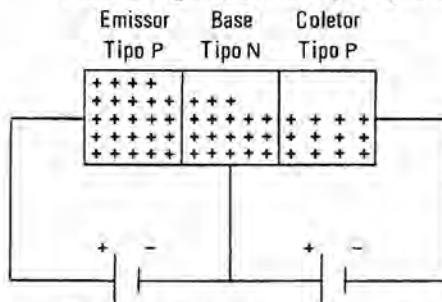 Emissor Base Coletor
Tipo P Tipo N Tipo P
+ + + +
+ + + + + + + +
+ + + + + + + + + + + + + +
+ + + + + + + + + + + + + +
+ + + + + + + + + + + + + +
+ − + −